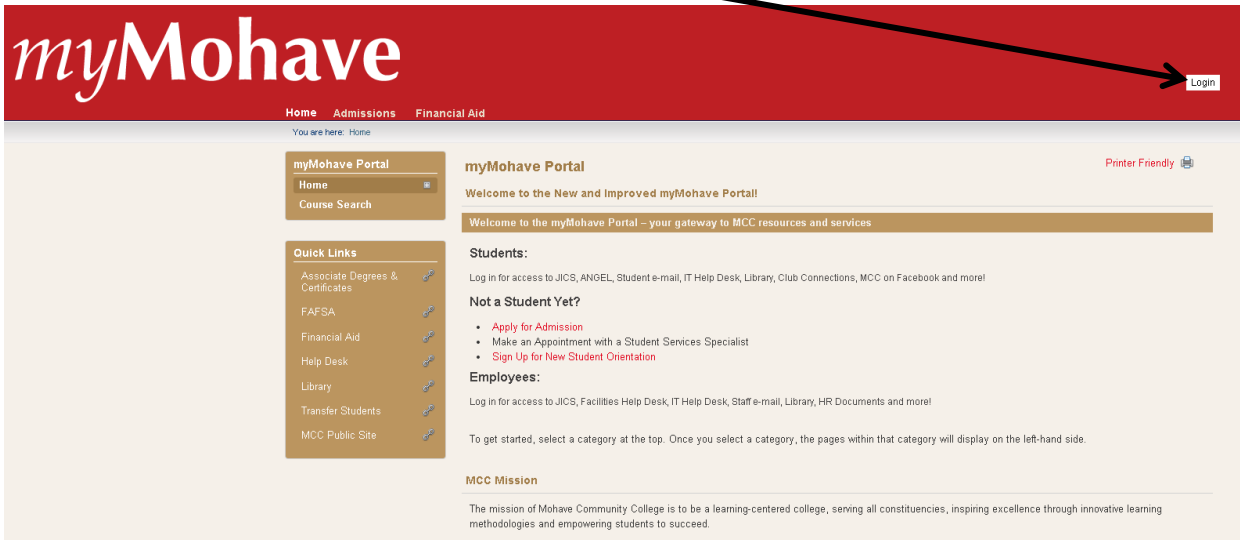 myMohave
Login
Home Admissions Financial Aid
You are here: Home
myMohave Portal
Home
Course Search
Quick Links
Associate Degrees &
Certificates
FAFSA
Financial Aid
Help Desk
Library
Transfer Students
MCC Public Site
myMohave Portal
Printer Friendly
Welcome to the New and Improved myMohave Portal!
Welcome to the myMohave Portal – your gateway to MCC resources and services
Students:
Log in for access to JICS, ANGEL, Student e-mail, IT Help Desk, Library, Club Connections, MCC on Facebook and more!
Not a Student Yet?
• Apply for Admission
• Make an Appointment with a Student Services Specialist
• Sign Up for New Student Orientation
Employees:
Log in for access to JICS, Facilities Help Desk, IT Help Desk, Staff e-mail, Library, HR Documents and more!
To get started, select a category at the top. Once you select a category, the pages within that category will display on the left-hand side.
MCC Mission
The mission of Mohave Community College is to be a learning-centered college, serving all constituencies, inspiring excellence through innovative learning
methodologies and empowering students to succeed.